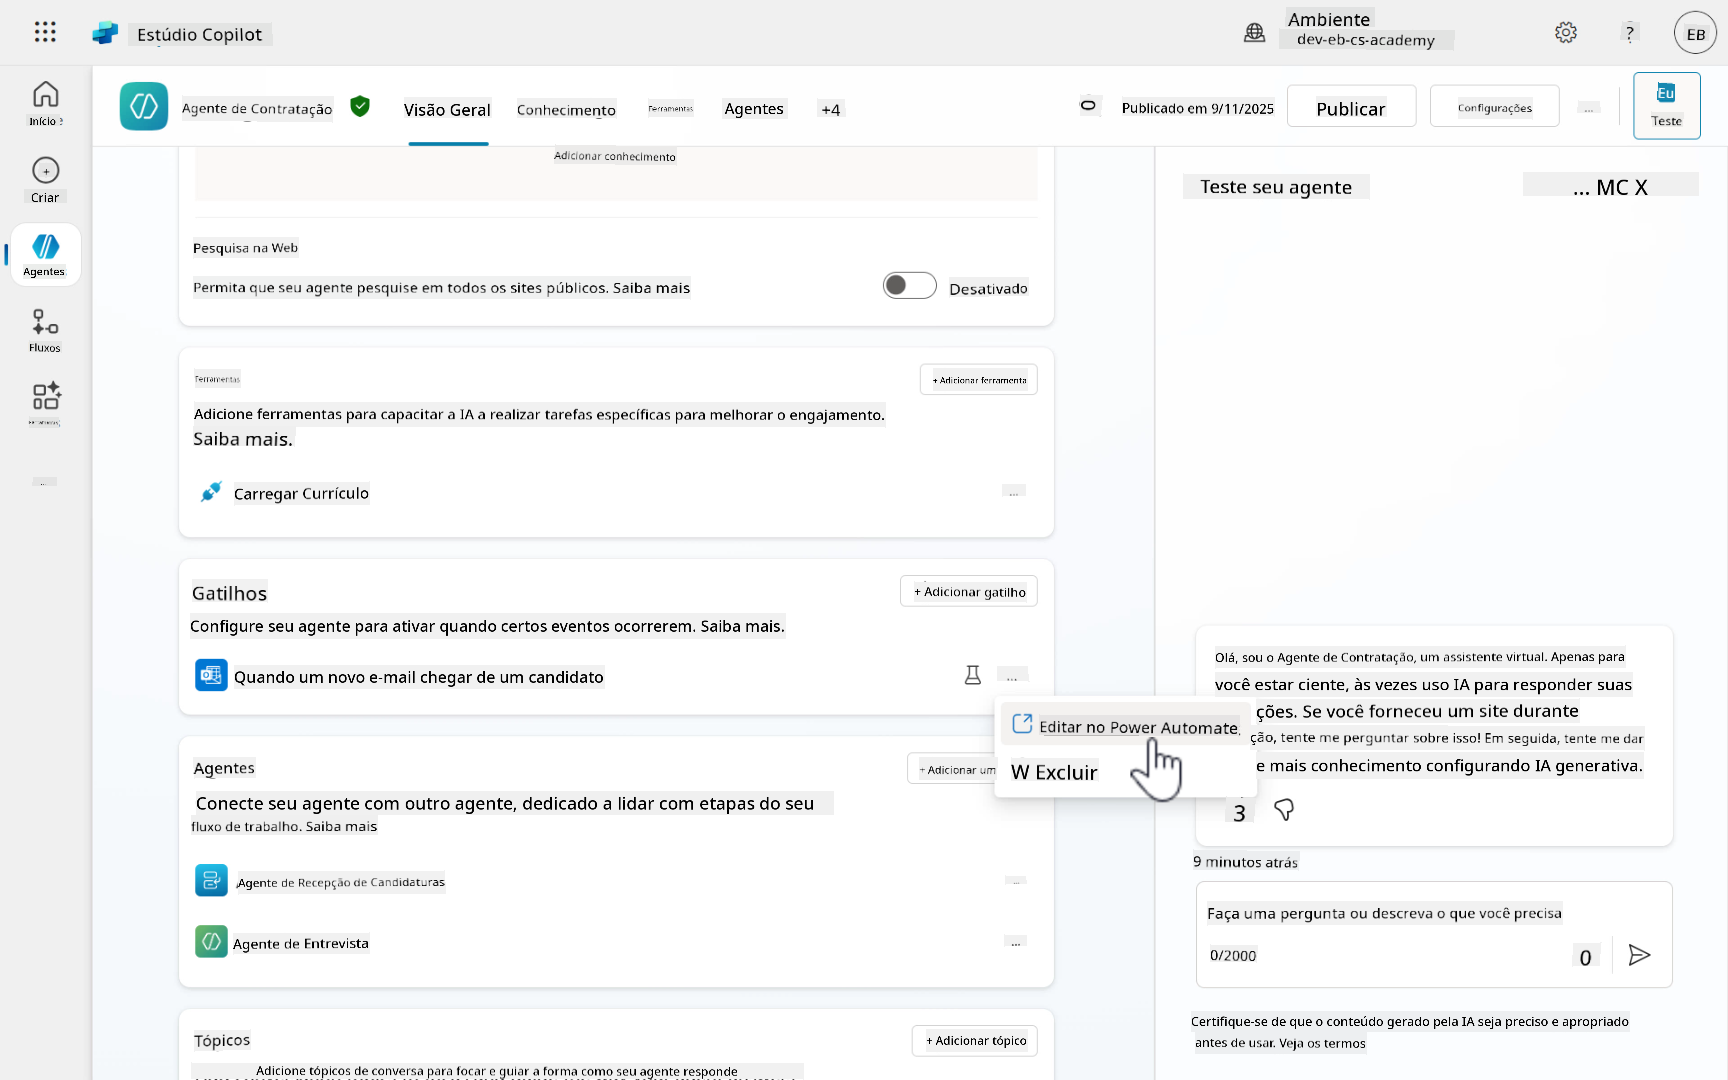 Estúdio Copilot
Ambiente
dev-eb-cs-academy
?
EB
Início
Criar
Agentes
Fluxos
...
Agente de Contratação
Visão Geral
Conhecimento
Ferramentas
Agentes
+4
Publicado em 9/11/2025
Publicar
Configurações
...
Eu
Teste
Adicionar conhecimento
Pesquisa na Web
Permita que seu agente pesquise em todos os sites públicos. Saiba mais
Desativado
Ferramentas
+ Adicionar ferramenta
Adicione ferramentas para capacitar a IA a realizar tarefas específicas para melhorar o engajamento.
Saiba mais.
Carregar Currículo
...
Gatilhos
+ Adicionar gatilho
Configure seu agente para ativar quando certos eventos ocorrerem. Saiba mais.
Quando um novo e-mail chegar de um candidato
...
Editar no Power Automate
W Excluir
Agentes
+ Adicionar um
Conecte seu agente com outro agente, dedicado a lidar com etapas do seu
fluxo de trabalho. Saiba mais
Agente de Recepção de Candidaturas
...
Agente de Entrevista
...
Tópicos
+ Adicionar tópico
Adicione tópicos de conversa para focar e guiar a forma como seu agente responde
Teste seu agente
... MC X
Olá, sou o Agente de Contratação, um assistente virtual. Apenas para
você estar ciente, às vezes uso IA para responder suas
ções. Se você forneceu um site durante
ção, tente me perguntar sobre isso! Em seguida, tente me dar
e mais conhecimento configurando IA generativa.
3
9 minutos atrás
Faça uma pergunta ou descreva o que você precisa
0/2000
0
Certifique-se de que o conteúdo gerado pela IA seja preciso e apropriado
antes de usar. Veja os termos